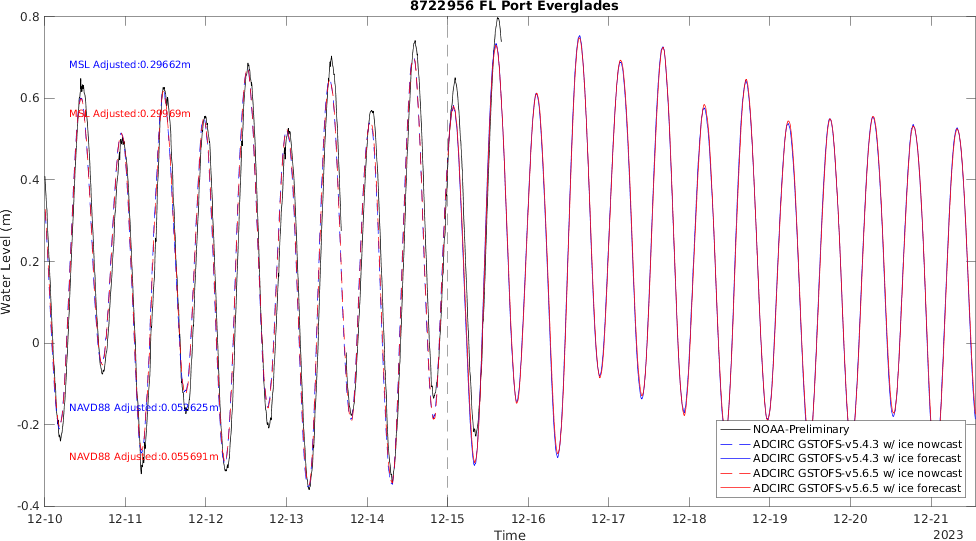 8722956 FL Port Everglades
0.8
0.6
0.4
0.2
0
-0.2
-0.4
Water Level (m)
MSL Adjusted:0.29662m
MSL Adjusted:0.29969m
NAVD88 Adjusted:0.052625m
NAVD88 Adjusted:0.055691m
NOAA-Preliminary
ADCIRC GSTOFS-v5.4.3 w/ ice nowcast
ADCIRC GSTOFS-v5.4.3 w/ ice forecast
ADCIRC GSTOFS-v5.6.5 w/ ice nowcast
ADCIRC GSTOFS-v5.6.5 w/ ice forecast
12-10 12-11 12-12 12-13 12-14 12-15 12-16 12-17 12-18 12-19 12-20 12-21
Time
2023